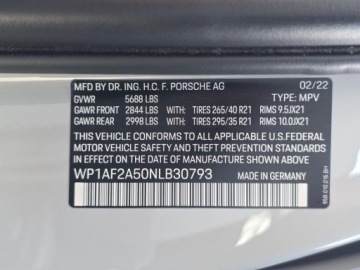 MFD BY DR. ING. H.C. F. PORSCHE AG 02/22
GVWR 5688 LBS TYPE: MPV
GAWR FRONT 2844 LBS WITH: TIRES 265/40 R21 RIMS 9.5JX21
GAWR REAR 2998 LBS WITH: TIRES 295/35 R21 RIMS 10.0JX21
THIS VEHICLE CONFORMS TO ALL APPLICABLE U.S. FEDERAL
MOTOR VEHICLE SAFETY, BUMPER AND THEFT PREVENTION
STANDARDS IN EFFECT ON THE DATE OF MANUFACTURE
SHOWN ABOVE.
WP1AF2A50NLB30793